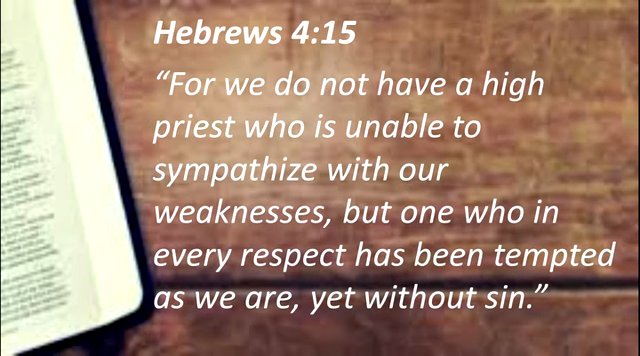 Hebrews 4:15
“For we do not have a high
priest who is unable to
sympathize with our
weaknesses, but one who in
every respect has been tempted
as we are, yet without sin.”